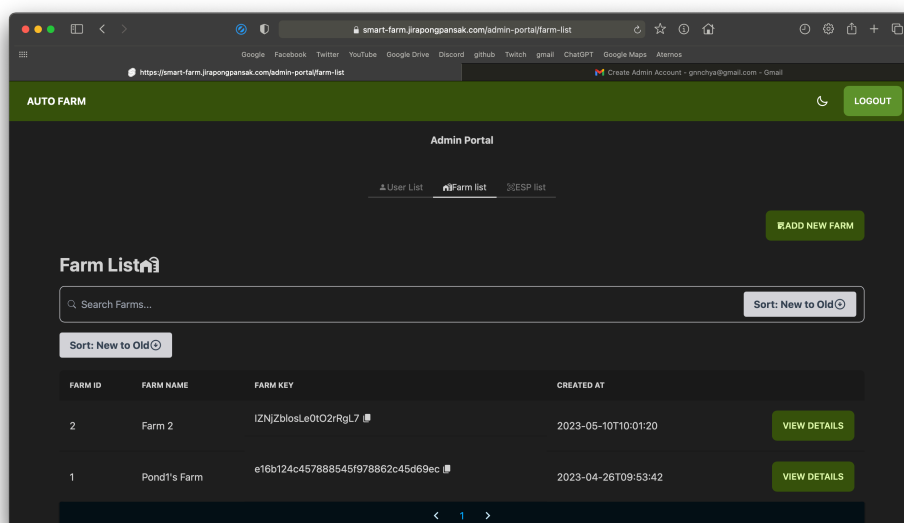 smart-farm.jirapongpansak.com/admin-portal/farm-list
Google Facebook Twitter YouTube Google Drive Discord github Twitch gmail ChatGPT Google Maps Aternos
https://smart-farm.jirapongpansak.com/admin-portal/farm-list
Create Admin Account - gnnchya@gmail.com - Gmail
AUTO FARM
LOGOUT
Admin Portal
User List Farm list ESP list
ADD NEW FARM
Farm List
Search Farms...
Sort: New to Old
Sort: New to Old
FARM ID FARM NAME FARM KEY CREATED AT
2 Farm 2 IZNjZblosLe0tO2rRgL7 2023-05-10T10:01:20 VIEW DETAILS
1 Pond1's Farm e16b124c457888545f978862c45d69ec 2023-04-26T09:53:42 VIEW DETAILS
1